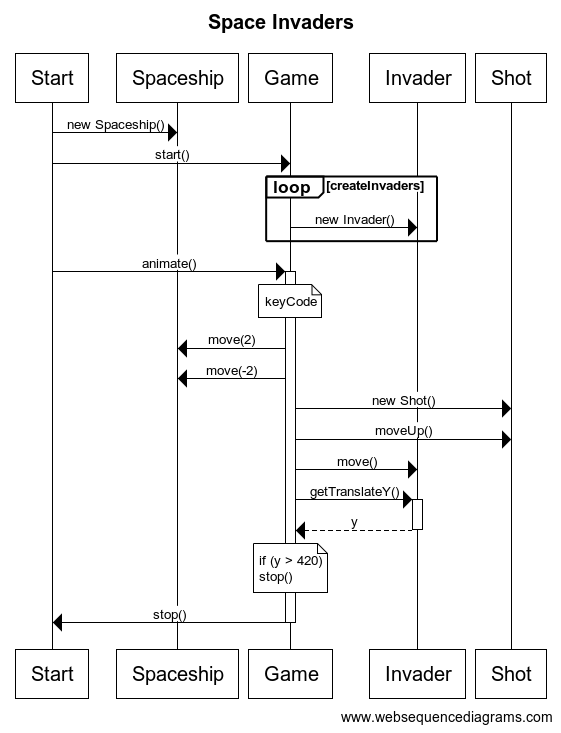 Space Invaders
Start Spaceship Game Invader Shot
new Spaceship()
start()
loop [createInvaders]
new Invader()
animate()
keyCode
move(2)
move(-2)
new Shot()
moveUp()
move()
getTranslateY()
y
if (y > 420)
stop()
stop()
Start Spaceship Game Invader Shot
www.websequencediagrams.com